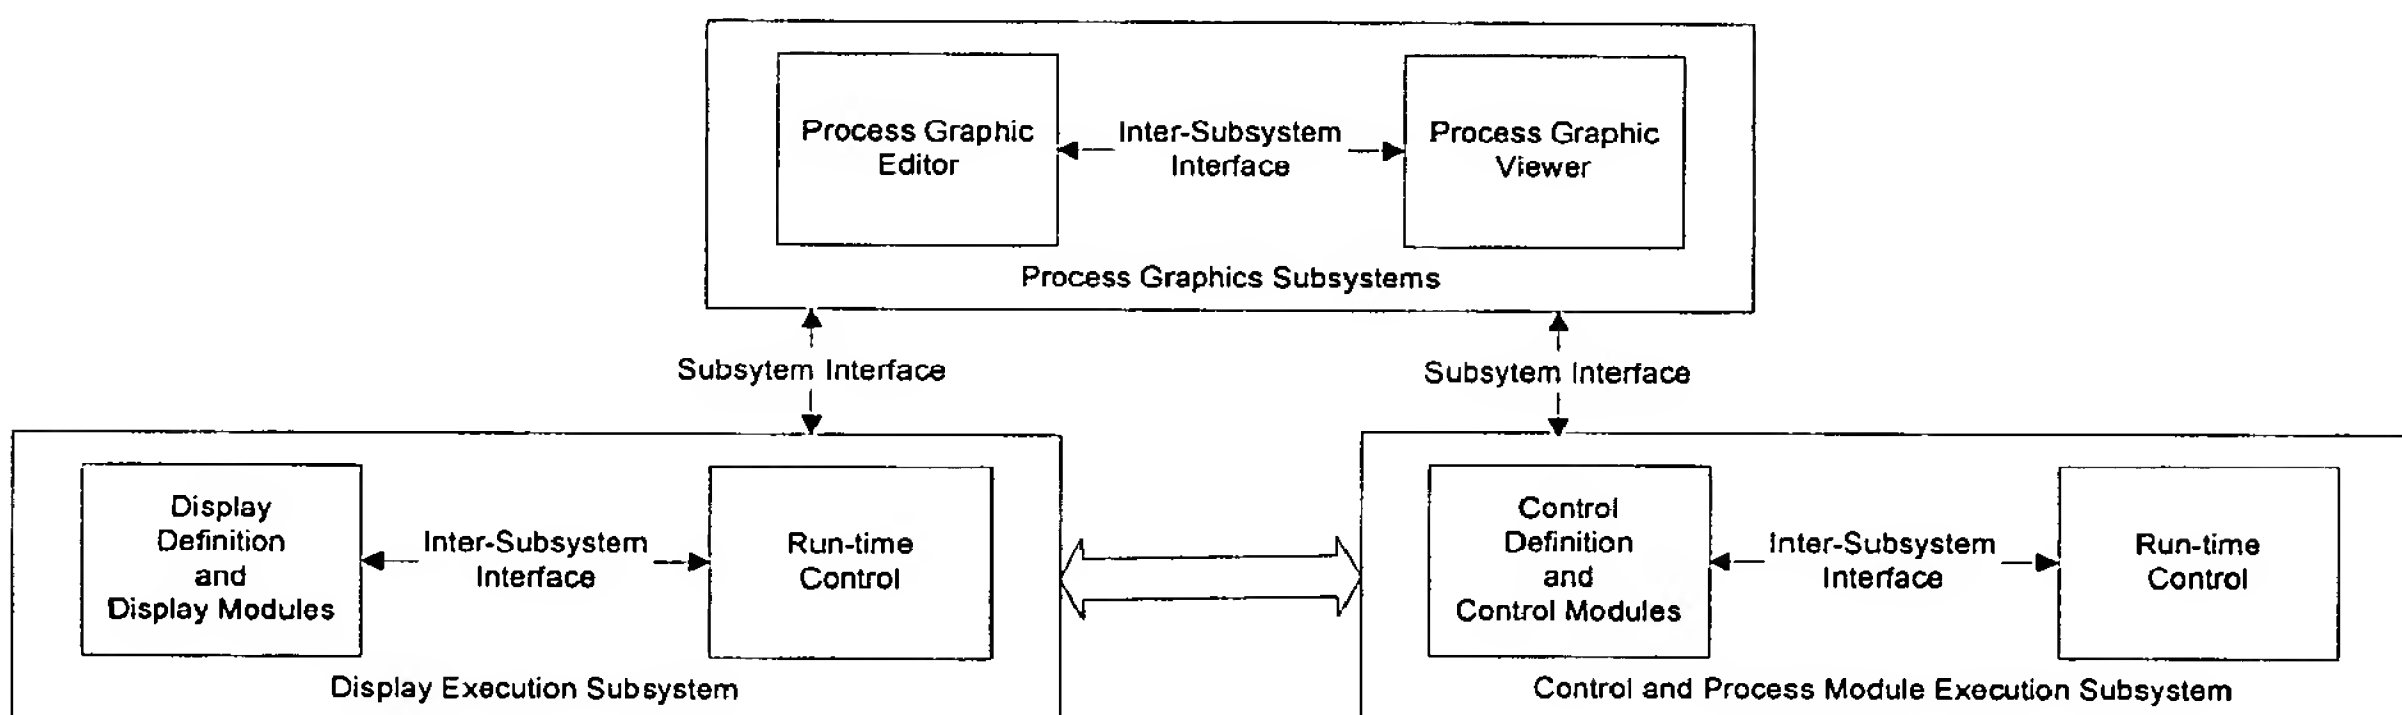 Process Graphic
Editor
Inter-Subsystem
Interface
Process Graphic
Viewer
Process Graphics Subsystems
Subsytem Interface
Subsytem Interface
Display
Definition
and
Display Modules
Inter-Subsystem
Interface
Run-time
Control
Display Execution Subsystem
Control
Definition
and
Control Modules
Inter-Subsystem
Interface
Run-time
Control
Control and Process Module Execution Subsystem